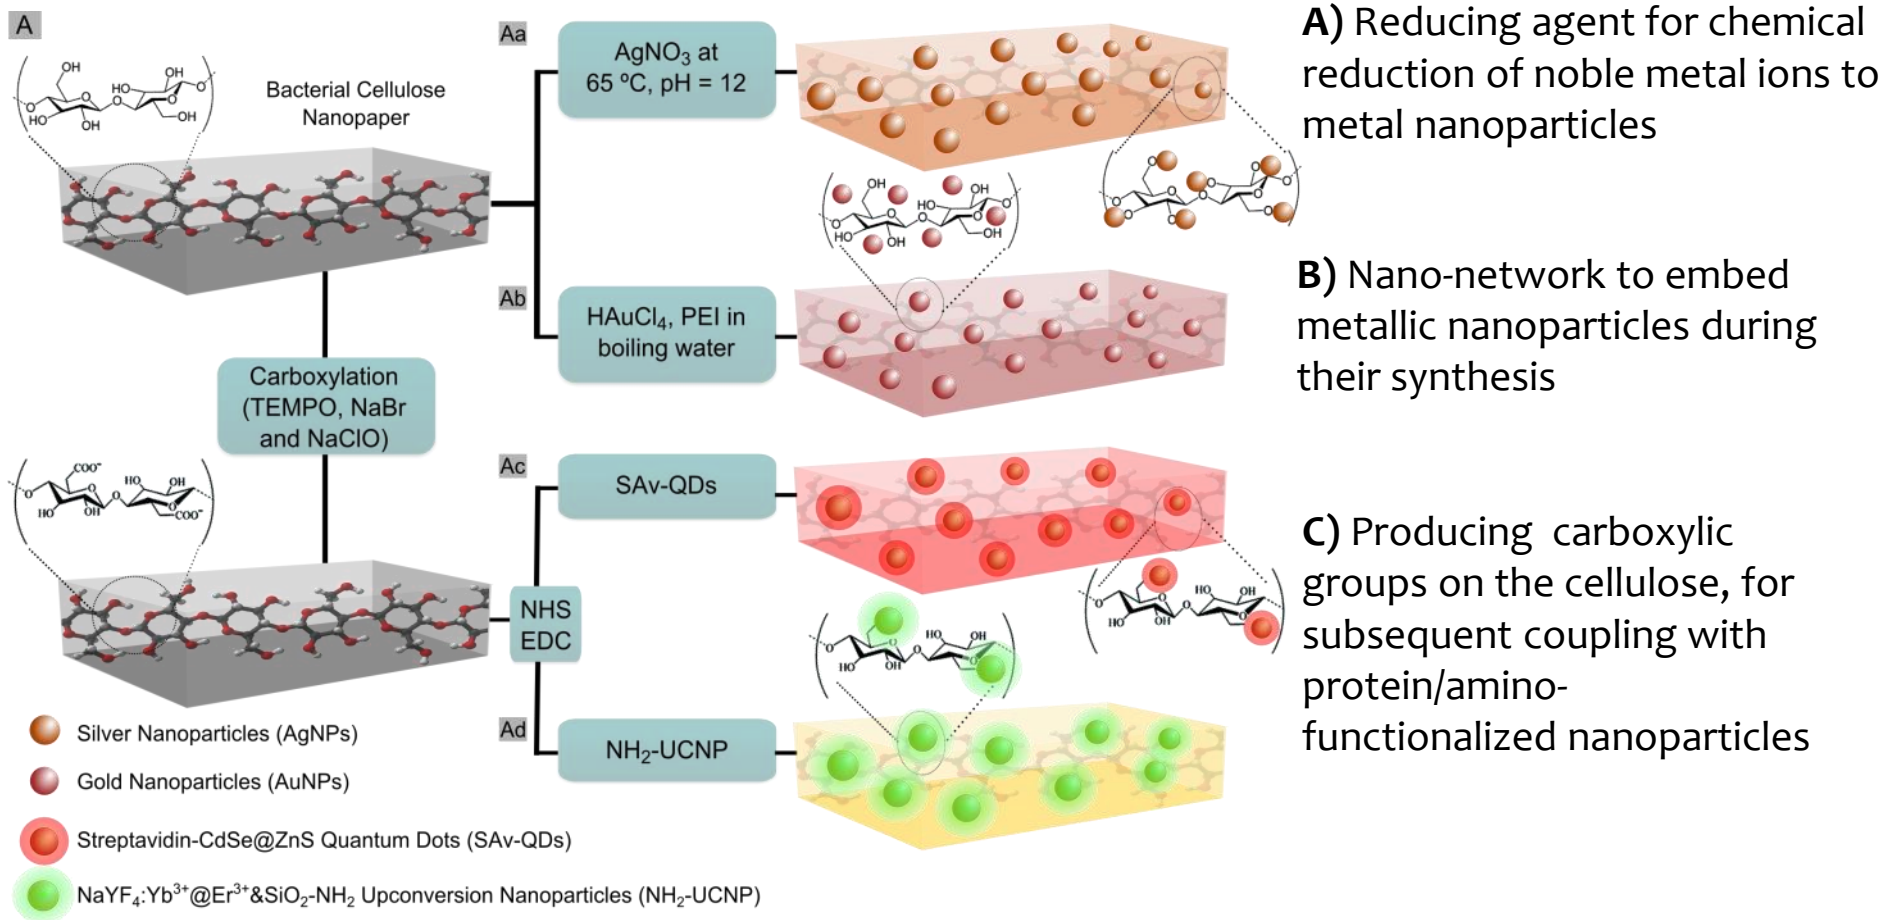 A
OH
OH
HO
O
O
O
O
HO
OH
OH
Bacterial Cellulose
Nanopaper
Aa
AgNO₃ at
65 ºC, pH = 12
Ab
HAuCl₄, PEI in
boiling water
OH
OH
HO
O
O
O
O
HO
OH
OH
O
O
O
O
O
O
O
O
O
Carboxylation
(TEMPO, NaBr
and NaClO)
COO⁻
HO
OH
O
O
O
O
HO
OH
COO⁻
NHS
EDC
Ac
SAv-QDs
HO
OH
O
O
O
HO
OH
Ad
NH₂-UCNP
HO
OH
O
O
O
HO
OH
Silver Nanoparticles (AgNPs)
Gold Nanoparticles (AuNPs)
Streptavidin-CdSe@ZnS Quantum Dots (SAv-QDs)
NaYF₄:Yb³⁺@Er³⁺&SiO₂-NH₂ Upconversion Nanoparticles (NH₂-UCNP)
A) Reducing agent for chemical
reduction of noble metal ions to
metal nanoparticles
B) Nano-network to embed
metallic nanoparticles during
their synthesis
C) Producing carboxylic
groups on the cellulose, for
subsequent coupling with
protein/amino-
functionalized nanoparticles